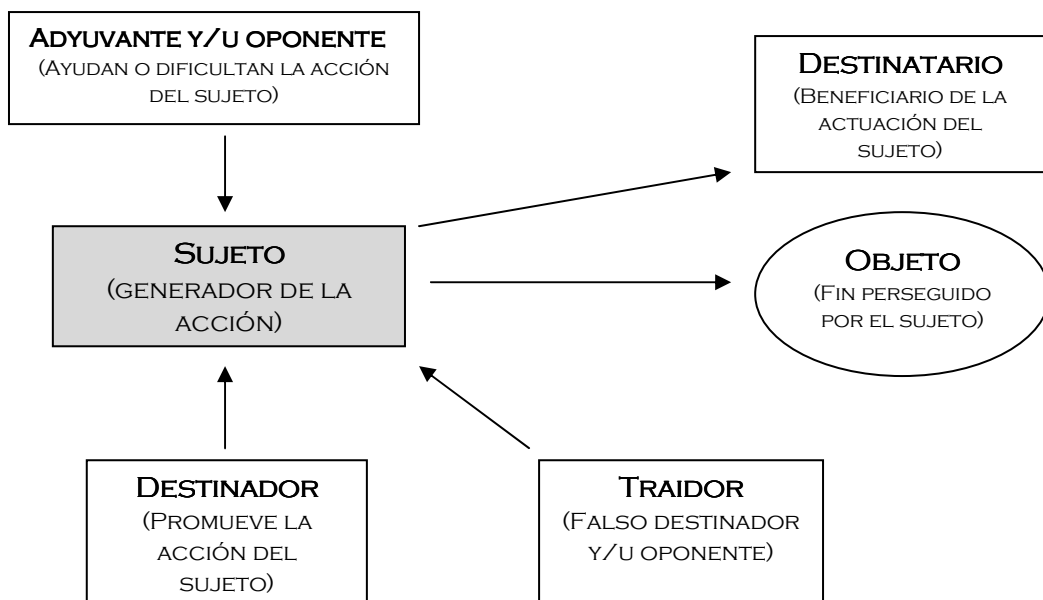 ADYUVANTE Y/U OPONENTE
(AYUDAN O DIFICULTAN LA ACCIÓN
DEL SUJETO)
DESTINATARIO
(BENEFICIARIO DE LA
ACTUACIÓN DEL
SUJETO)
SUJETO
(GENERADOR DE LA
ACCIÓN)
OBJETO
(FIN PERSEGUIDO
POR EL SUJETO)
DESTINADOR
(PROMUEVE LA
ACCIÓN DEL
SUJETO)
TRAIDOR
(FALSO DESTINADOR
Y/U OPONENTE)